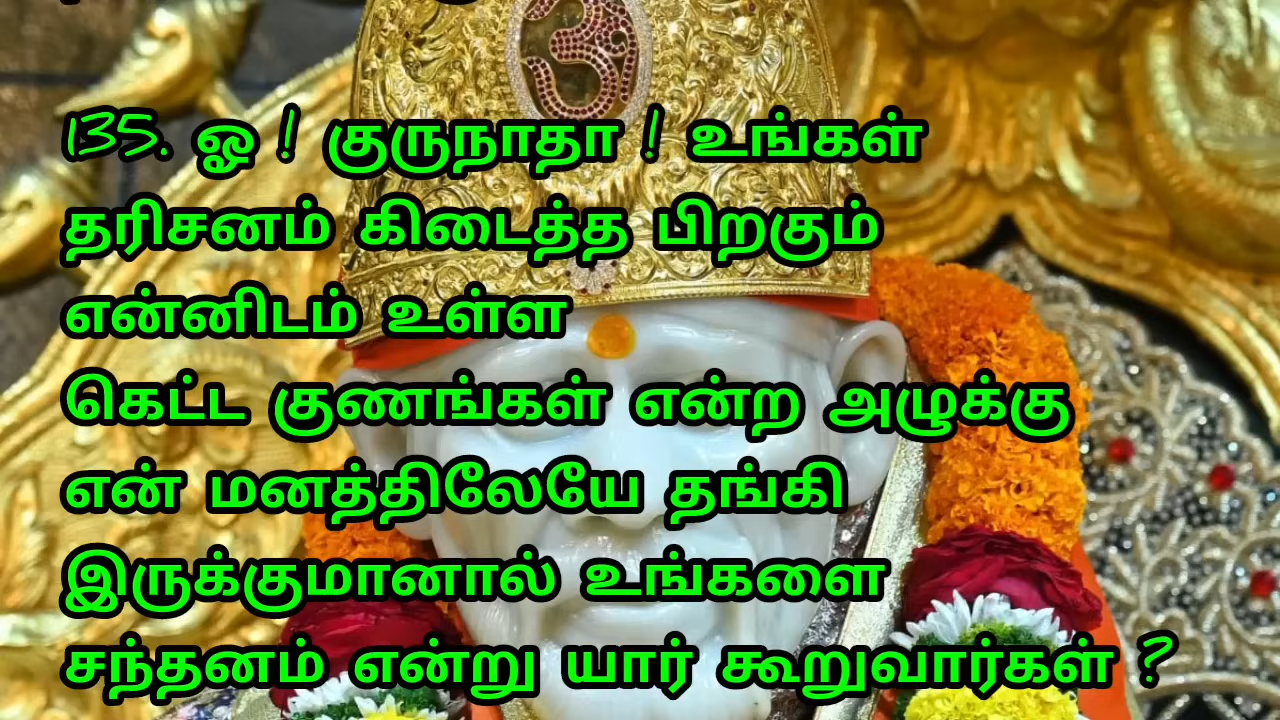 135. ஓ ! குருநாதா ! உங்கள்
தரிசனம் கிடைத்த பிறகும்
என்னிடம் உள்ள
கெட்ட குணங்கள் என்ற அழுக்கு
என் மனத்திலேயே தங்கி
இருக்குமானால் உங்களை
சந்தனம் என்று யார் கூறுவார்கள் ?